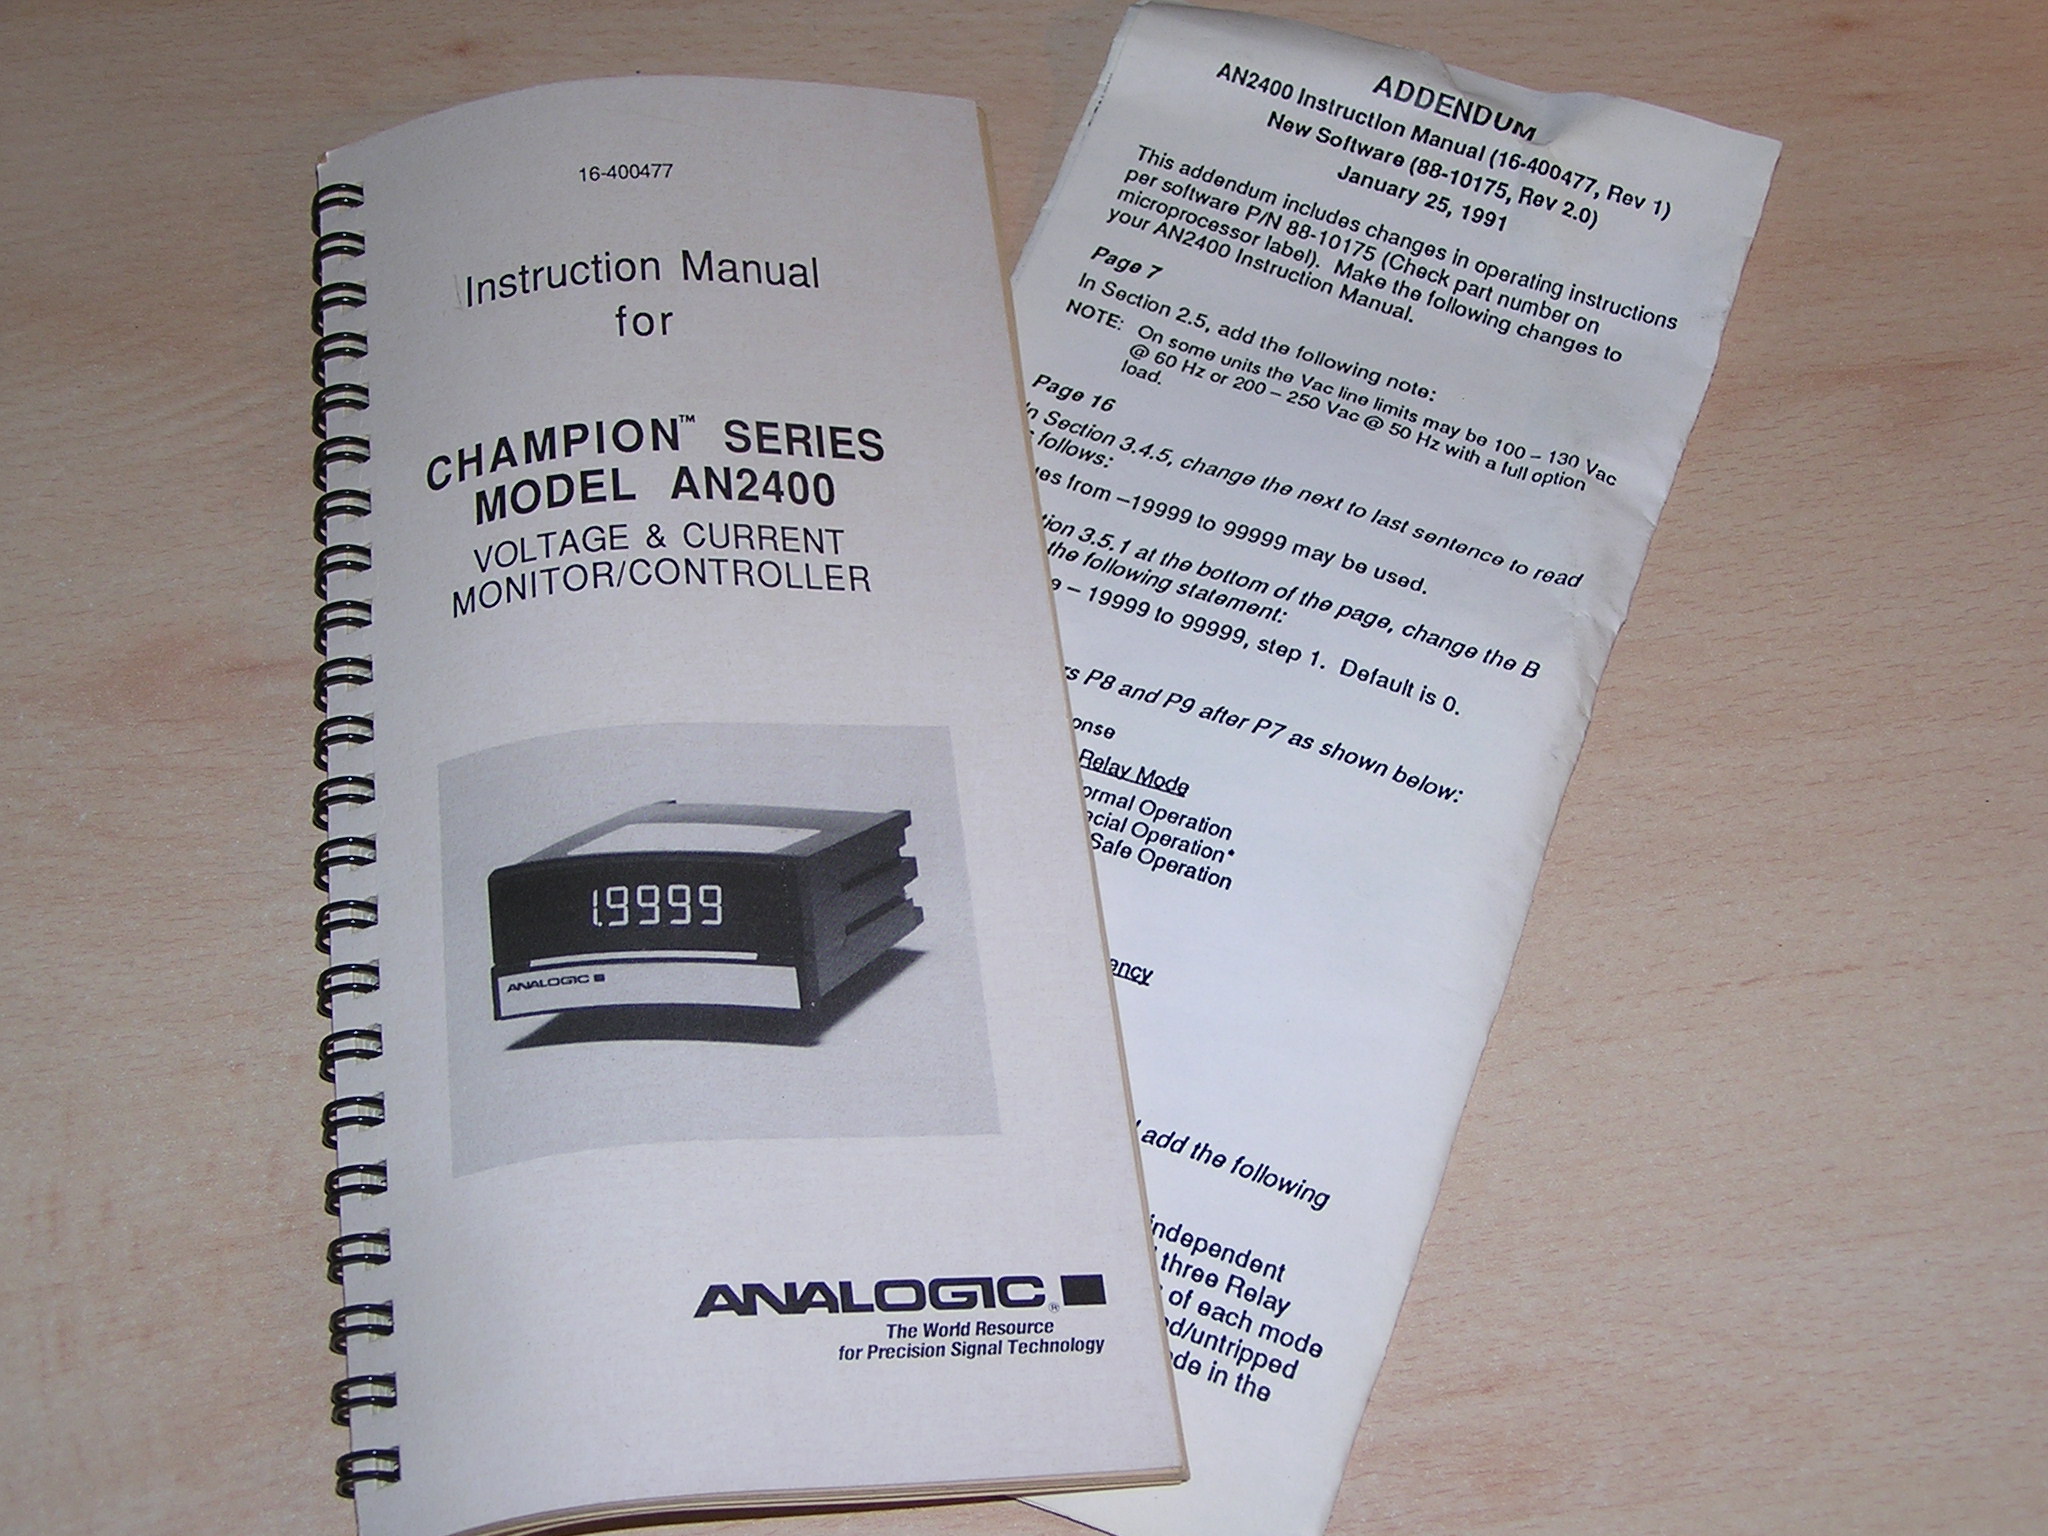 16-400477
Instruction Manual
for
CHAMPION™ SERIES
MODEL AN2400
VOLTAGE & CURRENT
MONITOR/CONTROLLER
1.9999
ANALOGIC
ANALOGIC®
The World Resource
for Precision Signal Technology
ADDENDUM
AN2400 Instruction Manual (16-400477, Rev 1)
New Software (88-10175, Rev 2.0)
January 25, 1991
This addendum includes changes in operating instructions
per software P/N 88-10175 (Check part number on
microprocessor label). Make the following changes to
your AN2400 Instruction Manual.
Page 7
In Section 2.5, add the following note:
NOTE: On some units the Vac line limits may be 100 – 130 Vac
@ 60 Hz or 200 – 250 Vac @ 50 Hz with a full option
load.
Page 16
In Section 3.4.5, change the next to last sentence to read
follows:
from –19999 to 99999 may be used.
3.5.1 at the bottom of the page, change the B
the following statement:
– 19999 to 99999, step 1. Default is 0.
P8 and P9 after P7 as shown below:
Relay Mode
Operation
Operation*
Safe Operation
add the following
independent
three Relay
of each mode
/untripped
in the